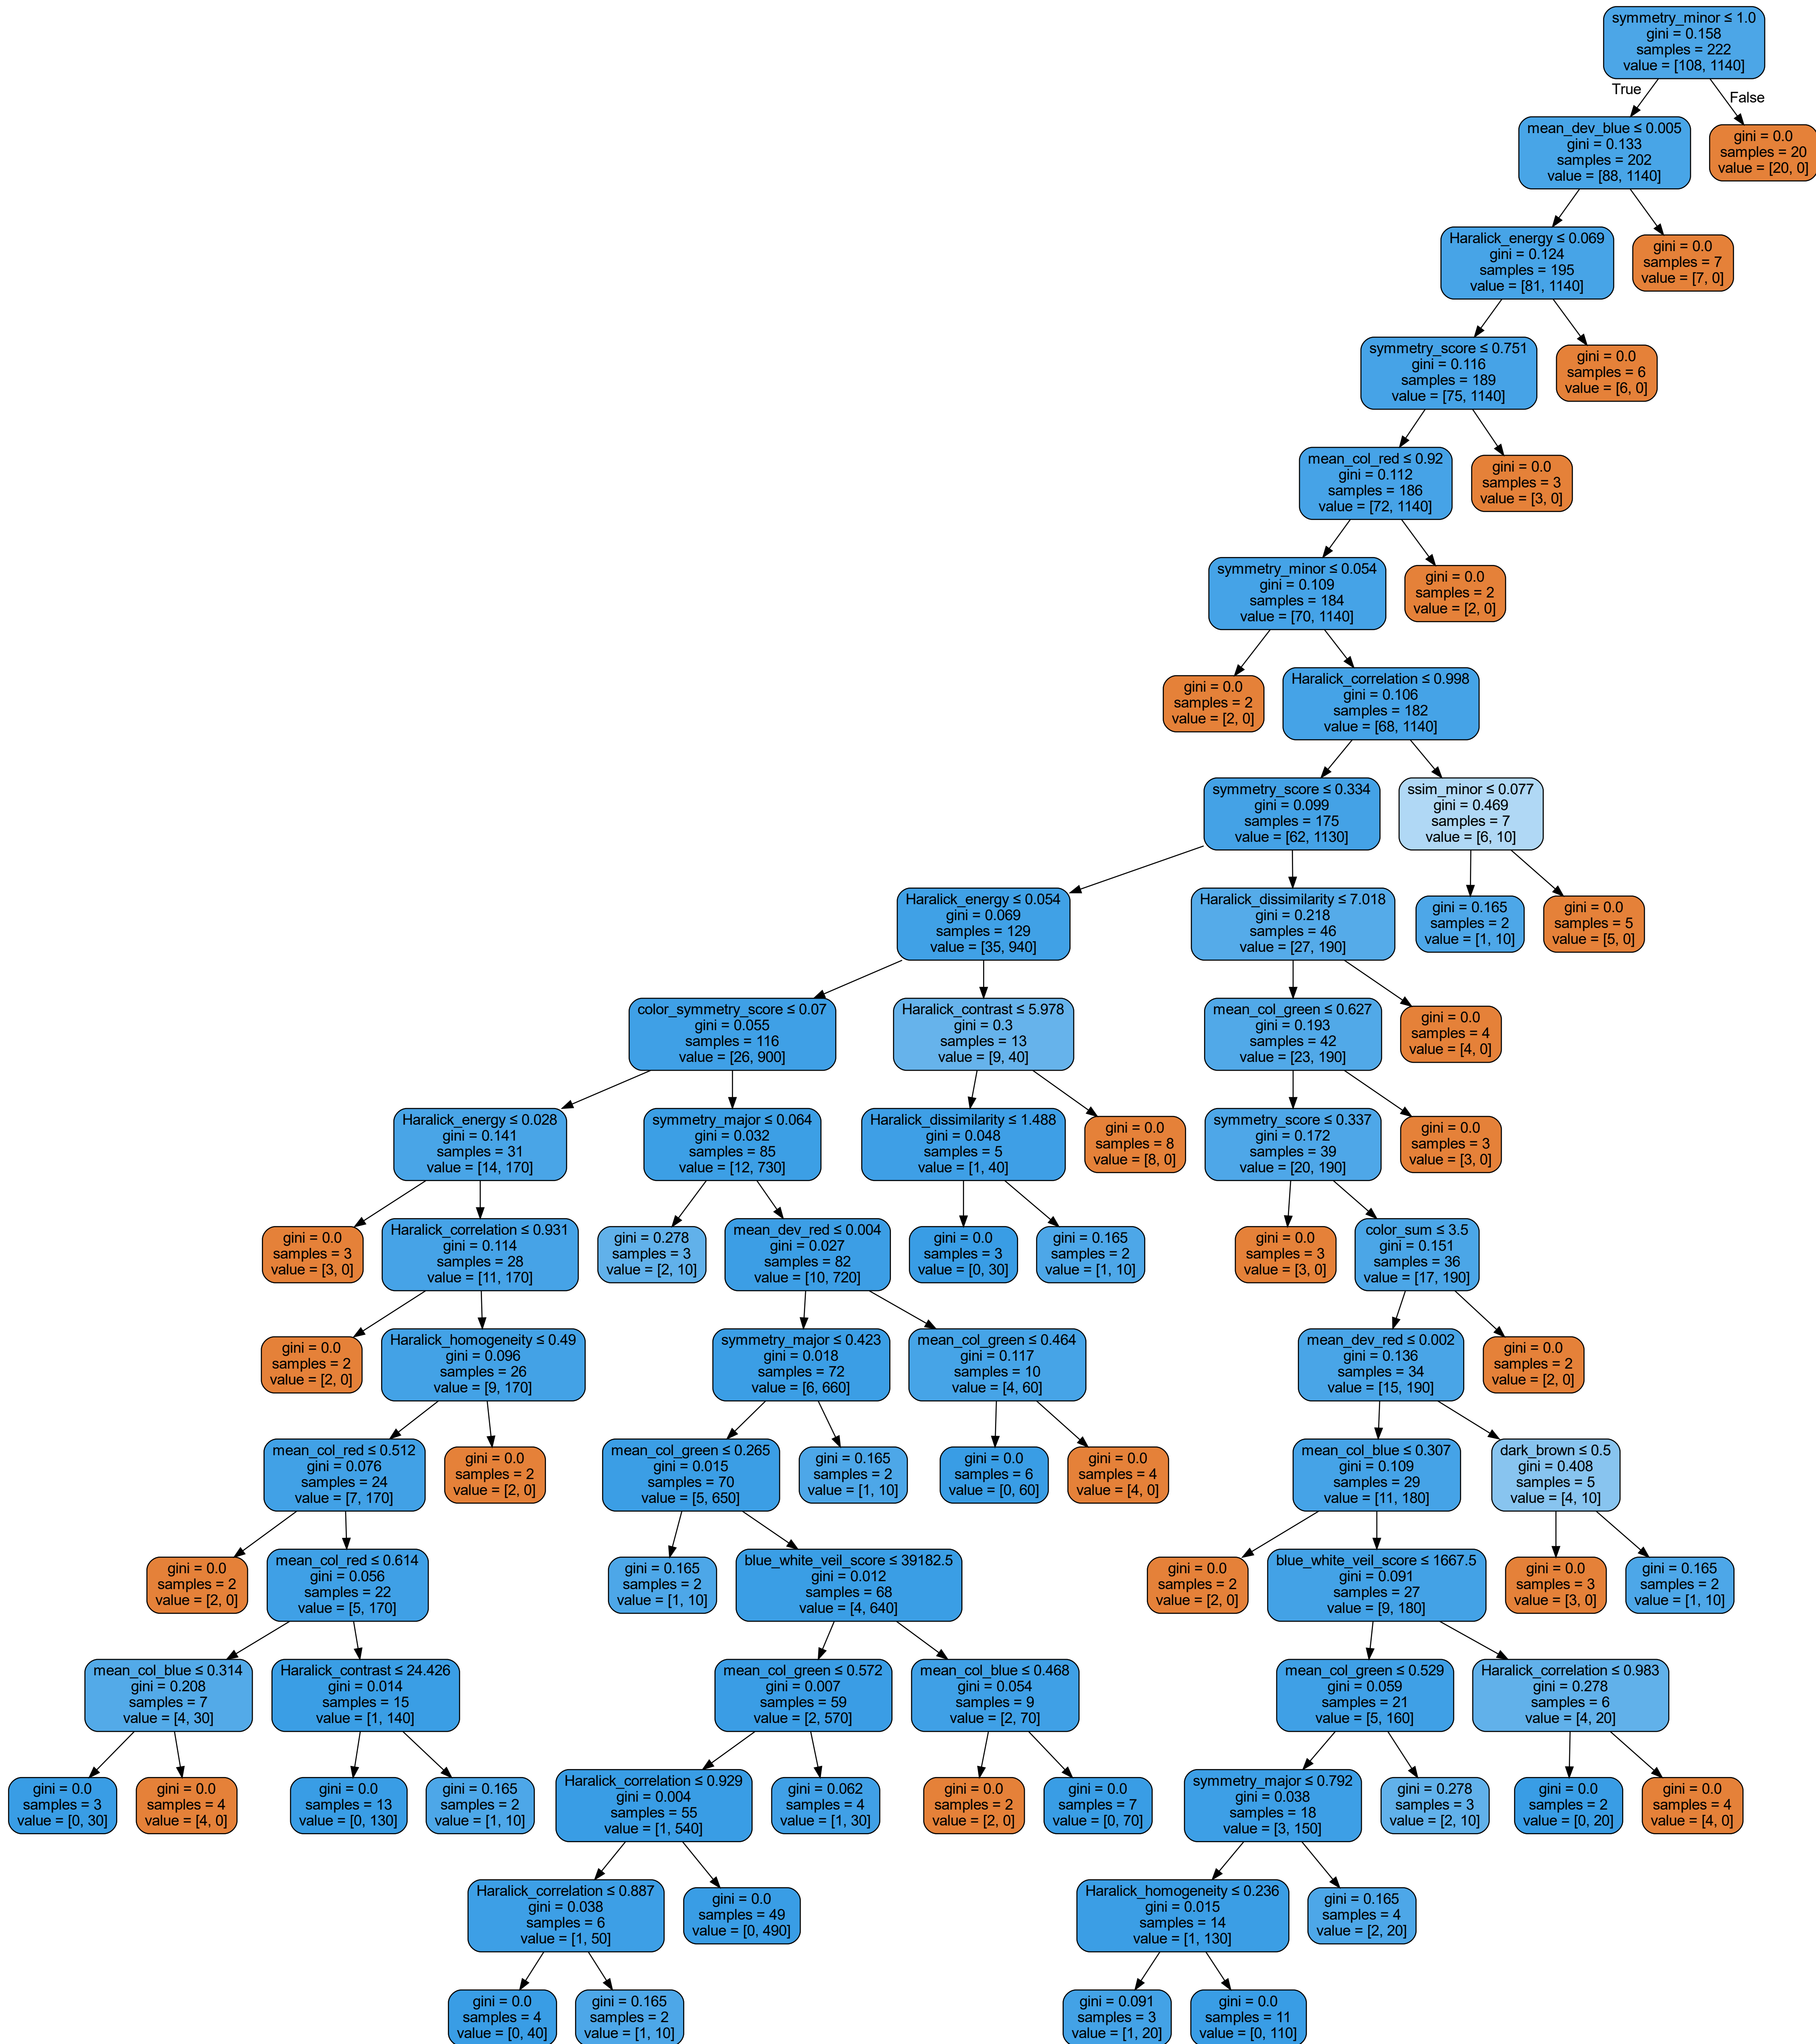 symmetry_minor ≤ 1.0
gini = 0.158
samples = 222
value = [108, 1140]
True
False
mean_dev_blue ≤ 0.005
gini = 0.133
samples = 202
value = [88, 1140]
gini = 0.0
samples = 20
value = [20, 0]
Haralick_energy ≤ 0.069
gini = 0.124
samples = 195
value = [81, 1140]
gini = 0.0
samples = 7
value = [7, 0]
symmetry_score ≤ 0.751
gini = 0.116
samples = 189
value = [75, 1140]
gini = 0.0
samples = 6
value = [6, 0]
mean_col_red ≤ 0.92
gini = 0.112
samples = 186
value = [72, 1140]
gini = 0.0
samples = 3
value = [3, 0]
symmetry_minor ≤ 0.054
gini = 0.109
samples = 184
value = [70, 1140]
gini = 0.0
samples = 2
value = [2, 0]
gini = 0.0
samples = 2
value = [2, 0]
Haralick_correlation ≤ 0.998
gini = 0.106
samples = 182
value = [68, 1140]
symmetry_score ≤ 0.334
gini = 0.099
samples = 175
value = [62, 1130]
ssim_minor ≤ 0.077
gini = 0.469
samples = 7
value = [6, 10]
Haralick_energy ≤ 0.054
gini = 0.069
samples = 129
value = [35, 940]
Haralick_dissimilarity ≤ 7.018
gini = 0.218
samples = 46
value = [27, 190]
gini = 0.165
samples = 2
value = [1, 10]
gini = 0.0
samples = 5
value = [5, 0]
color_symmetry_score ≤ 0.07
gini = 0.055
samples = 116
value = [26, 900]
Haralick_contrast ≤ 5.978
gini = 0.3
samples = 13
value = [9, 40]
mean_col_green ≤ 0.627
gini = 0.193
samples = 42
value = [23, 190]
gini = 0.0
samples = 4
value = [4, 0]
Haralick_energy ≤ 0.028
gini = 0.141
samples = 31
value = [14, 170]
symmetry_major ≤ 0.064
gini = 0.032
samples = 85
value = [12, 730]
Haralick_dissimilarity ≤ 1.488
gini = 0.048
samples = 5
value = [1, 40]
gini = 0.0
samples = 8
value = [8, 0]
symmetry_score ≤ 0.337
gini = 0.172
samples = 39
value = [20, 190]
gini = 0.0
samples = 3
value = [3, 0]
gini = 0.0
samples = 3
value = [3, 0]
Haralick_correlation ≤ 0.931
gini = 0.114
samples = 28
value = [11, 170]
gini = 0.278
samples = 3
value = [2, 10]
mean_dev_red ≤ 0.004
gini = 0.027
samples = 82
value = [10, 720]
gini = 0.0
samples = 3
value = [0, 30]
gini = 0.165
samples = 2
value = [1, 10]
gini = 0.0
samples = 3
value = [3, 0]
color_sum ≤ 3.5
gini = 0.151
samples = 36
value = [17, 190]
gini = 0.0
samples = 2
value = [2, 0]
Haralick_homogeneity ≤ 0.49
gini = 0.096
samples = 26
value = [9, 170]
symmetry_major ≤ 0.423
gini = 0.018
samples = 72
value = [6, 660]
mean_col_green ≤ 0.464
gini = 0.117
samples = 10
value = [4, 60]
mean_dev_red ≤ 0.002
gini = 0.136
samples = 34
value = [15, 190]
gini = 0.0
samples = 2
value = [2, 0]
mean_col_red ≤ 0.512
gini = 0.076
samples = 24
value = [7, 170]
gini = 0.0
samples = 2
value = [2, 0]
mean_col_green ≤ 0.265
gini = 0.015
samples = 70
value = [5, 650]
gini = 0.165
samples = 2
value = [1, 10]
gini = 0.0
samples = 6
value = [0, 60]
gini = 0.0
samples = 4
value = [4, 0]
mean_col_blue ≤ 0.307
gini = 0.109
samples = 29
value = [11, 180]
dark_brown ≤ 0.5
gini = 0.408
samples = 5
value = [4, 10]
gini = 0.0
samples = 2
value = [2, 0]
mean_col_red ≤ 0.614
gini = 0.056
samples = 22
value = [5, 170]
gini = 0.165
samples = 2
value = [1, 10]
blue_white_veil_score ≤ 39182.5
gini = 0.012
samples = 68
value = [4, 640]
gini = 0.0
samples = 2
value = [2, 0]
blue_white_veil_score ≤ 1667.5
gini = 0.091
samples = 27
value = [9, 180]
gini = 0.0
samples = 3
value = [3, 0]
gini = 0.165
samples = 2
value = [1, 10]
mean_col_blue ≤ 0.314
gini = 0.208
samples = 7
value = [4, 30]
Haralick_contrast ≤ 24.426
gini = 0.014
samples = 15
value = [1, 140]
mean_col_green ≤ 0.572
gini = 0.007
samples = 59
value = [2, 570]
mean_col_blue ≤ 0.468
gini = 0.054
samples = 9
value = [2, 70]
mean_col_green ≤ 0.529
gini = 0.059
samples = 21
value = [5, 160]
Haralick_correlation ≤ 0.983
gini = 0.278
samples = 6
value = [4, 20]
gini = 0.0
samples = 3
value = [0, 30]
gini = 0.0
samples = 4
value = [4, 0]
gini = 0.0
samples = 13
value = [0, 130]
gini = 0.165
samples = 2
value = [1, 10]
Haralick_correlation ≤ 0.929
gini = 0.004
samples = 55
value = [1, 540]
gini = 0.062
samples = 4
value = [1, 30]
gini = 0.0
samples = 2
value = [2, 0]
gini = 0.0
samples = 7
value = [0, 70]
symmetry_major ≤ 0.792
gini = 0.038
samples = 18
value = [3, 150]
gini = 0.278
samples = 3
value = [2, 10]
gini = 0.0
samples = 2
value = [0, 20]
gini = 0.0
samples = 4
value = [4, 0]
Haralick_correlation ≤ 0.887
gini = 0.038
samples = 6
value = [1, 50]
gini = 0.0
samples = 49
value = [0, 490]
Haralick_homogeneity ≤ 0.236
gini = 0.015
samples = 14
value = [1, 130]
gini = 0.165
samples = 4
value = [2, 20]
gini = 0.0
samples = 4
value = [0, 40]
gini = 0.165
samples = 2
value = [1, 10]
gini = 0.091
samples = 3
value = [1, 20]
gini = 0.0
samples = 11
value = [0, 110]